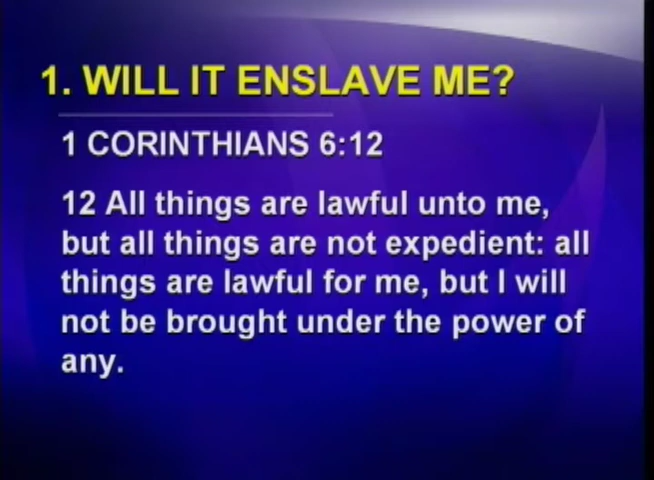 1. WILL IT ENSLAVE ME?
1 CORINTHIANS 6:12
12 All things are lawful unto me,
but all things are not expedient: all
things are lawful for me, but I will
not be brought under the power of
any.